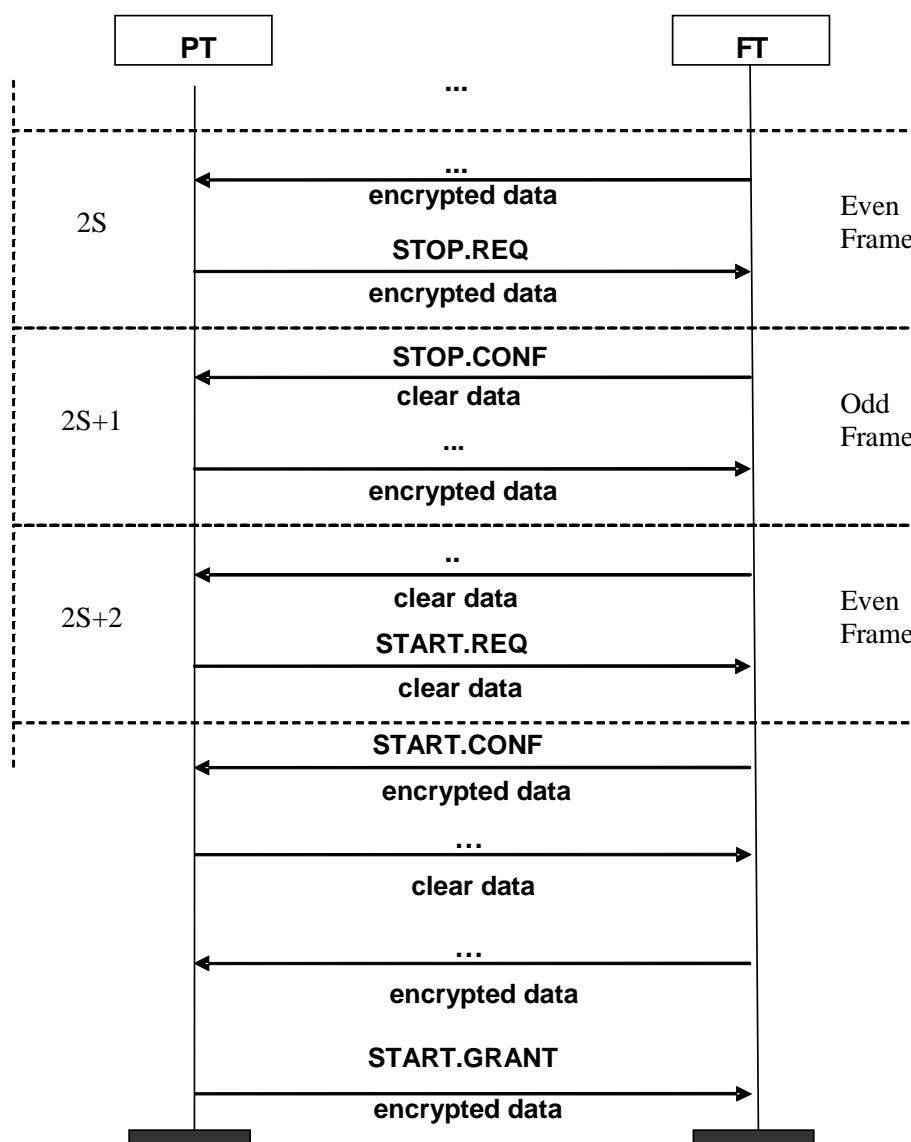 PT
FT
...
...
encrypted data
2S
Even
Frame
STOP.REQ
encrypted data
STOP.CONF
clear data
2S+1
Odd
Frame
...
encrypted data
..
clear data
2S+2
Even
Frame
START.REQ
clear data
START.CONF
encrypted data
...
clear data
...
encrypted data
START.GRANT
encrypted data